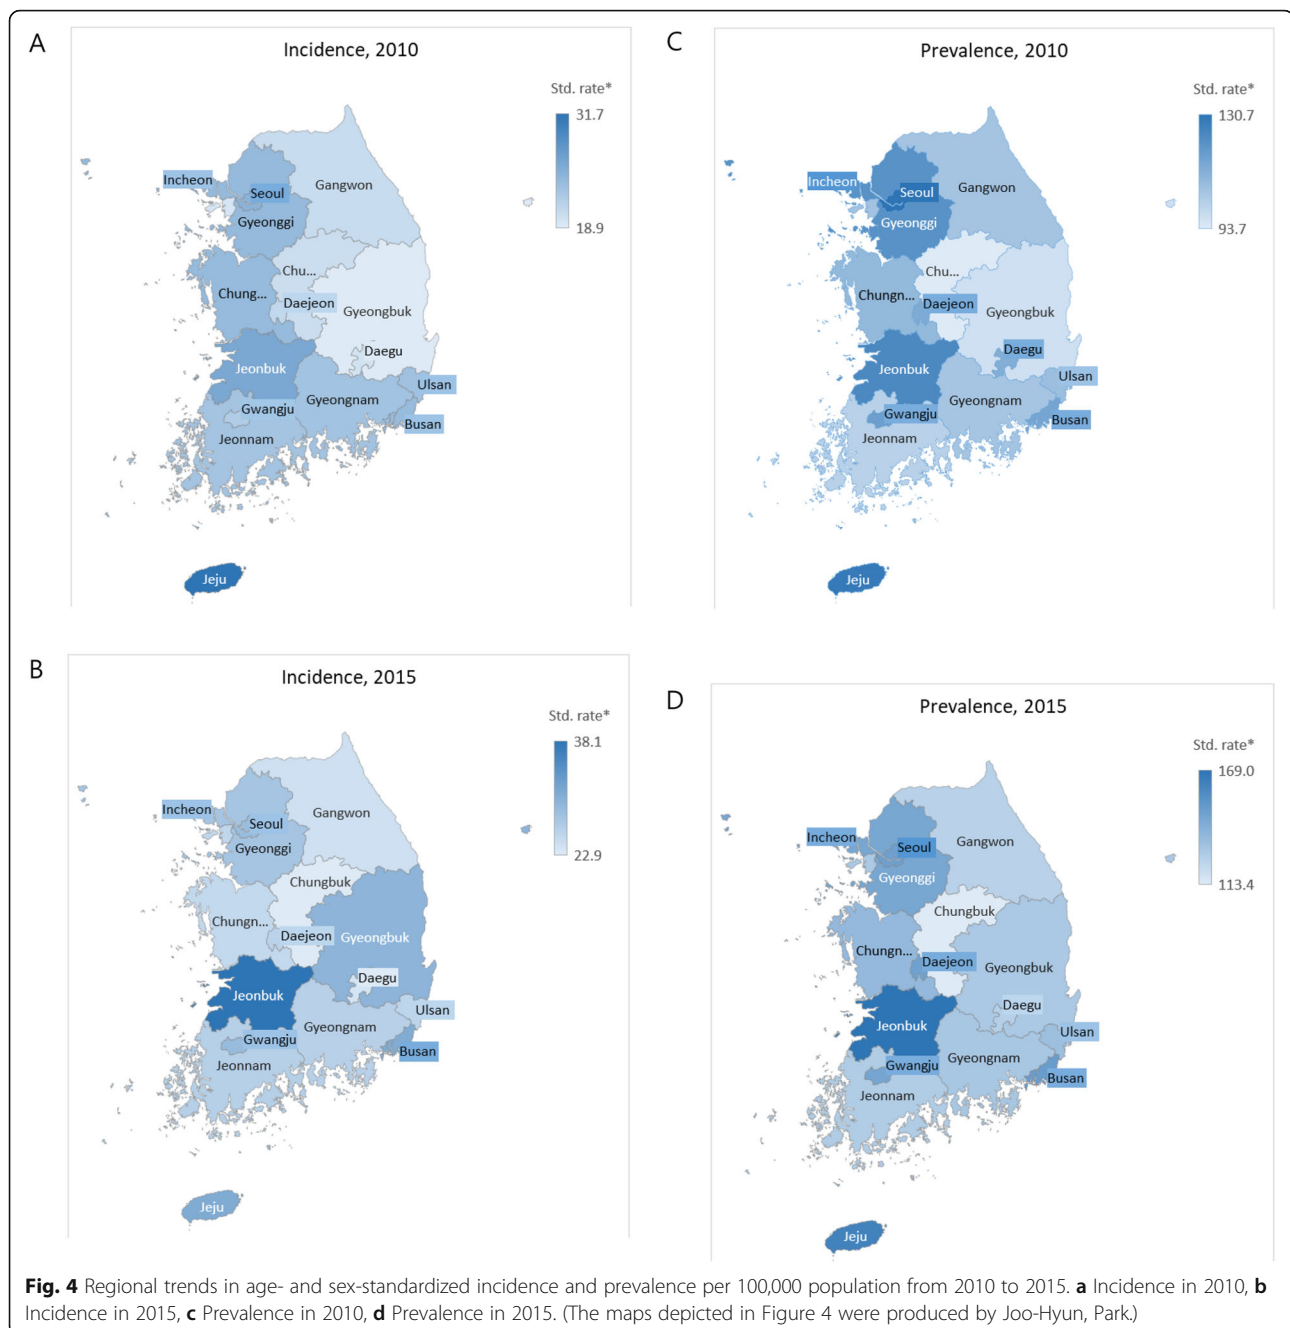 A
Incidence, 2010
Std. rate*
31.7
18.9
Incheon
Seoul
Gangwon
Gyeonggi
Chu...
Chung...
Daejeon
Gyeongbuk
Daegu
Jeonbuk
Ulsan
Gyeongnam
Gwangju
Busan
Jeonnam
Jeju
B
Incidence, 2015
Std. rate*
38.1
22.9
Incheon
Gangwon
Seoul
Gyeonggi
Chungbuk
Chungn...
Daejeon
Gyeongbuk
Daegu
Jeonbuk
Ulsan
Gyeongnam
Gwangju
Busan
Jeonnam
Jeju
C
Prevalence, 2010
Std. rate*
130.7
93.7
Incheon
Seoul
Gangwon
Gyeonggi
Chu...
Chungn...
Daejeon
Gyeongbuk
Daegu
Jeonbuk
Ulsan
Gyeongnam
Gwangju
Busan
Jeonnam
Jeju
D
Prevalence, 2015
Std. rate*
169.0
113.4
Incheon
Seoul
Gangwon
Gyeonggi
Chungbuk
Chungn...
Daejeon
Gyeongbuk
Daegu
Jeonbuk
Ulsan
Gyeongnam
Gwangju
Busan
Jeonnam
Jeju
Fig. 4 Regional trends in age- and sex-standardized incidence and prevalence per 100,000 population from 2010 to 2015. a Incidence in 2010, b
Incidence in 2015, c Prevalence in 2010, d Prevalence in 2015. (The maps depicted in Figure 4 were produced by Joo-Hyun, Park.)